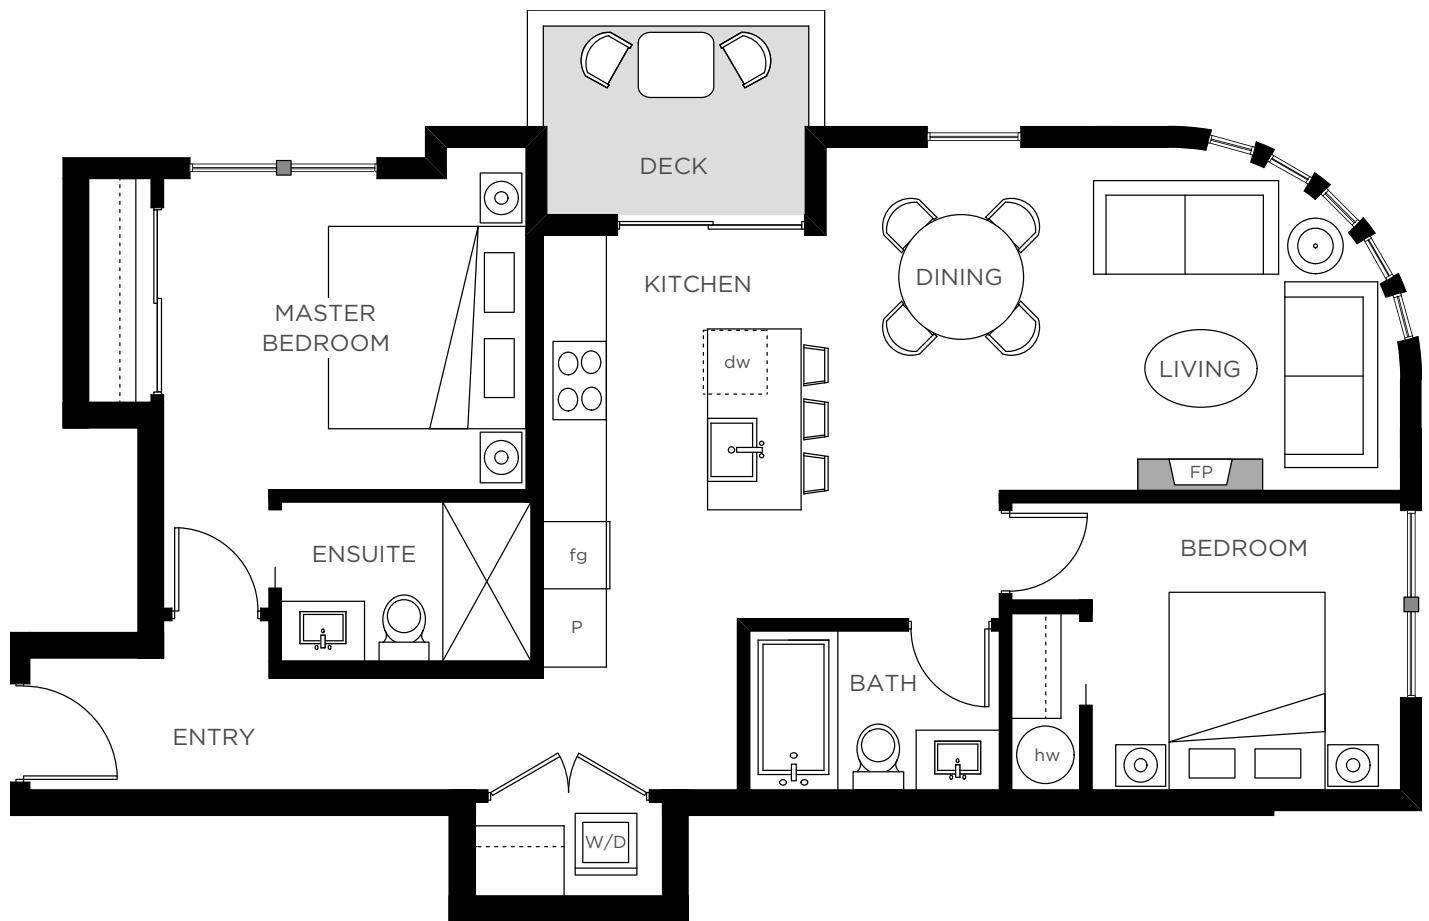 DECK
KITCHEN
DINING
MASTER
BEDROOM
dw
LIVING
FP
ENSUITE
fg
BEDROOM
P
BATH
ENTRY
hw
W/D